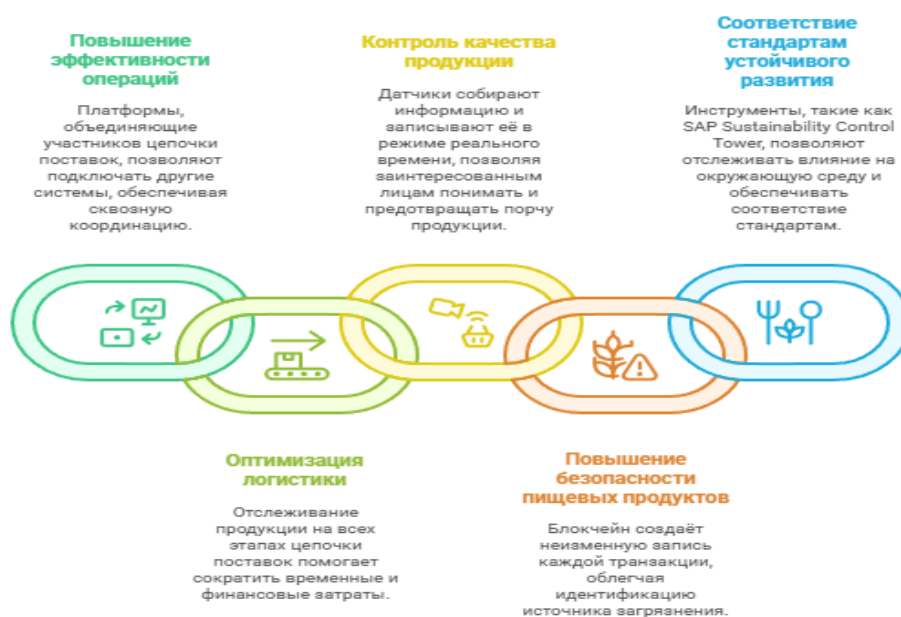 Повышение
эффективности
операций
Платформы,
объединяющие
участников цепочки
поставок, позволяют
подключать другие
системы, обеспечивая
сквозную
координацию.
Контроль качества
продукции
Датчики собирают
информацию и
записывают её в
режиме реального
времени, позволяя
заинтересованным
лицам понимать и
предотвращать порчу
продукции.
Соответствие
стандартам
устойчивого
развития
Инструменты, такие как
SAP Sustainability Control
Tower, позволяют
отслеживать влияние на
окружающую среду и
обеспечивать
соответствие
стандартам.
Оптимизация
логистики
Отслеживание
продукции на всех
этапах цепочки
поставок помогает
сократить временные и
финансовые затраты.
Повышение
безопасности
пищевых продуктов
Блокчейн создаёт
неизменную запись
каждой транзакции,
облегчая
идентификацию
источника загрязнения.